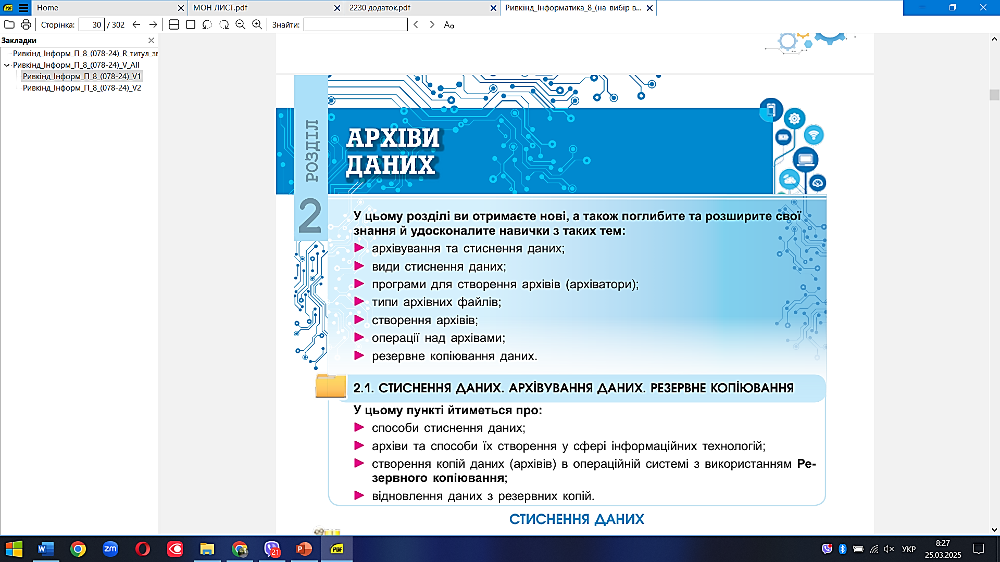 Home
МОН ЛИСТ.pdf
2230 додаток.pdf
Ривкінд_Інформатика_8_(на вибір в...
Сторінка:
30
/ 302
Знайти:
Aa
Закладки
Ривкінд_Інформ_П_8_(078-24)_R_титул_зв
Ривкінд_Інформ_П_8_(078-24)_V_All
Ривкінд_Інформ_П_8_(078-24)_V1
Ривкінд_Інформ_П_8_(078-24)_V2
РОЗДІЛ
2
АРХІВИ
ДАНИХ
У цьому розділі ви отримаєте нові, а також поглибите та розширите свої
знання й удосконалите навички з таких тем:
архівування та стиснення даних;
види стиснення даних;
програми для створення архівів (архіватори);
типи архівних файлів;
створення архівів;
операції над архівами;
резервне копіювання даних.
2.1. СТИСНЕННЯ ДАНИХ. АРХІВУВАННЯ ДАНИХ. РЕЗЕРВНЕ КОПІЮВАННЯ
У цьому пункті йтиметься про:
способи стиснення даних;
архіви та способи їх створення у сфері інформаційних технологій;
створення копій даних (архівів) в операційній системі з використанням Ре-
зервного копіювання;
відновлення даних з резервних копій.
СТИСНЕННЯ ДАНИХ
W
zm
21
P
PDF
УКР
8:27
25.03.2025